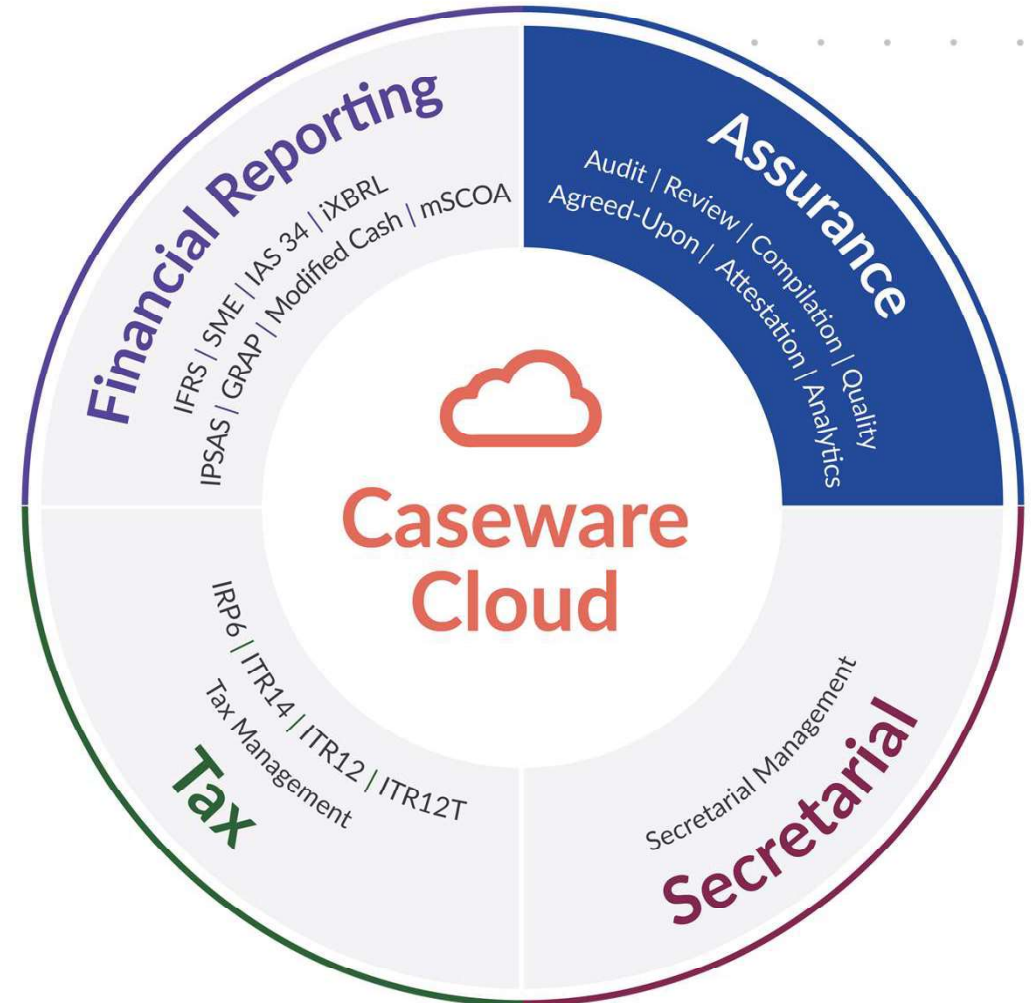 Financial Reporting
IFRS | SME | IAS 34 | iXBRL
IPSAS | GRAP | Modified Cash | mSCOA
Assurance
Audit | Review | Compilation | Quality
Agreed-Upon | Attestation | Analytics
Caseware
Cloud
IRP6 | ITR14 | ITR12 | ITR12T
Tax Management
Tax
Secretarial Management
Secretarial